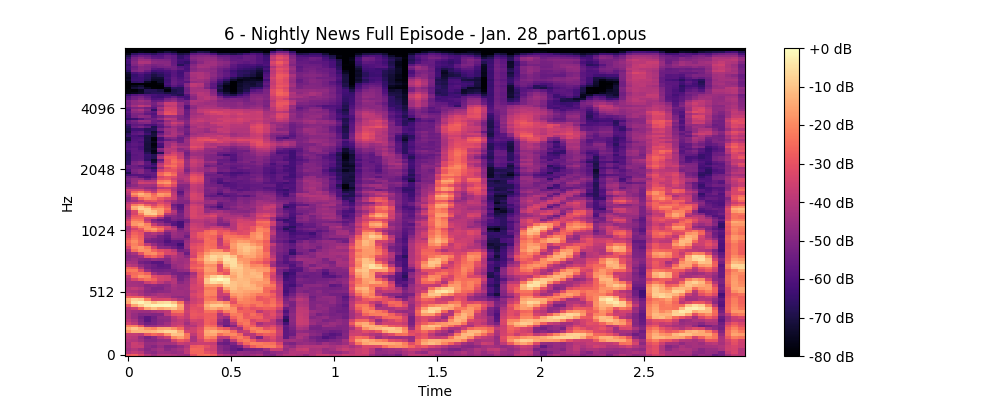 6 - Nightly News Full Episode - Jan. 28_part61.opus
Hz
4096
2048
1024
512
0
0
0.5
1
1.5
2
2.5
Time
+0 dB
-10 dB
-20 dB
-30 dB
-40 dB
-50 dB
-60 dB
-70 dB
-80 dB